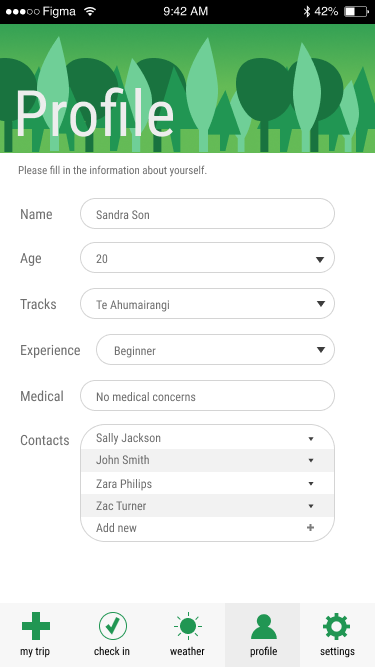 Figma 9:42 AM 42%
Profile
Please fill in the information about yourself.
Name Sandra Son
Age 20
Tracks Te Ahumairangi
Experience Beginner
Medical No medical concerns
Contacts Sally Jackson
John Smith
Zara Philips
Zac Turner
Add new
my trip check in weather profile settings